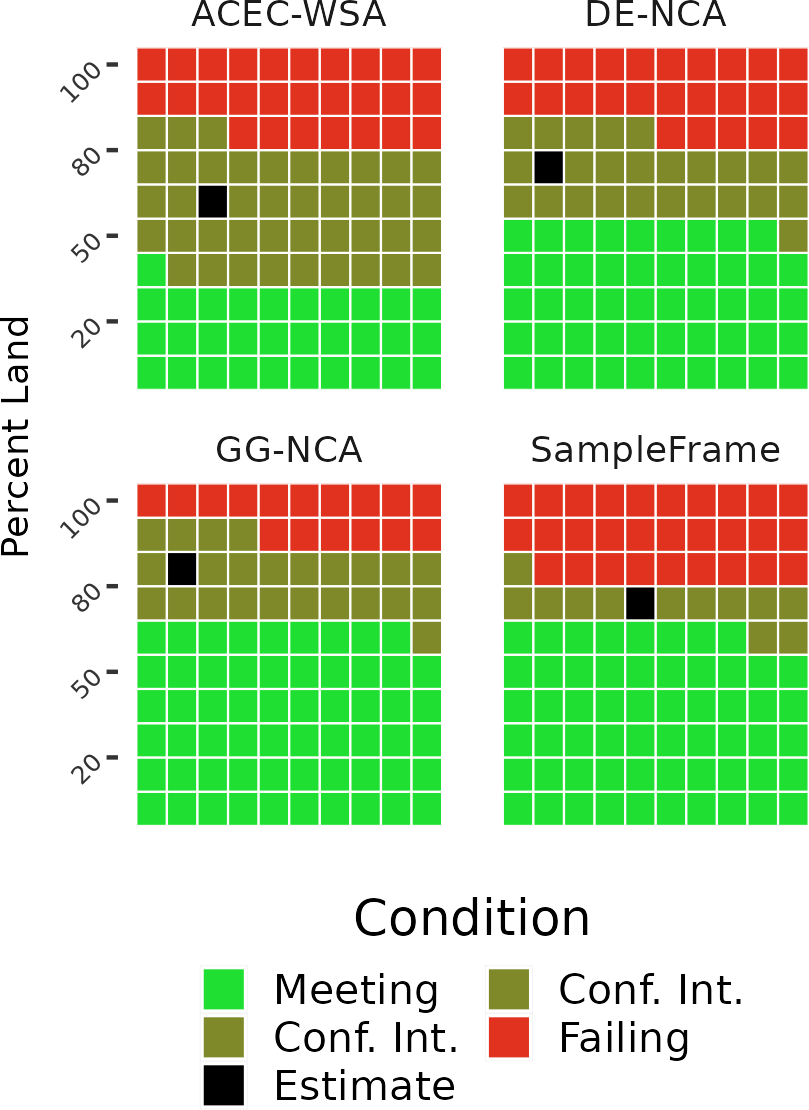 ACEC-WSA DE-NCA
100
80
50
20
Percent Land
GG-NCA SampleFrame
100
80
50
20
Condition
Meeting Conf. Int.
Conf. Int. Failing
Estimate